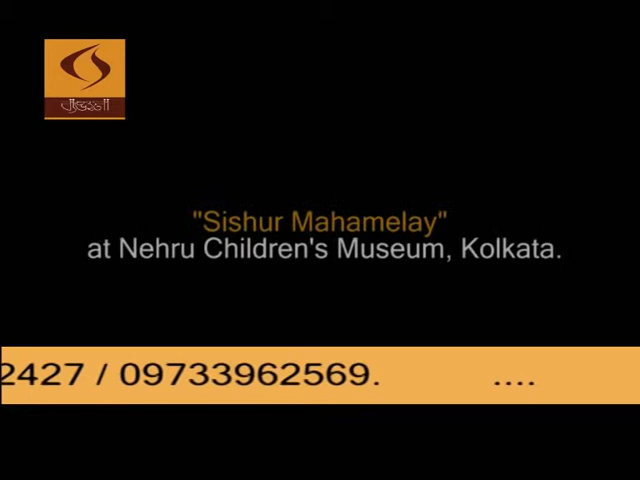 "Sishur Mahamelay"
at Nehru Children's Museum, Kolkata.
2427 / 09733962569. ....